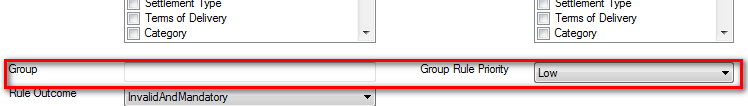 Settlement Type Settlement Type
Terms of Delivery Terms of Delivery
Category Category
Group Group Rule Priority Low
Rule Outcome InvalidAndMandatory